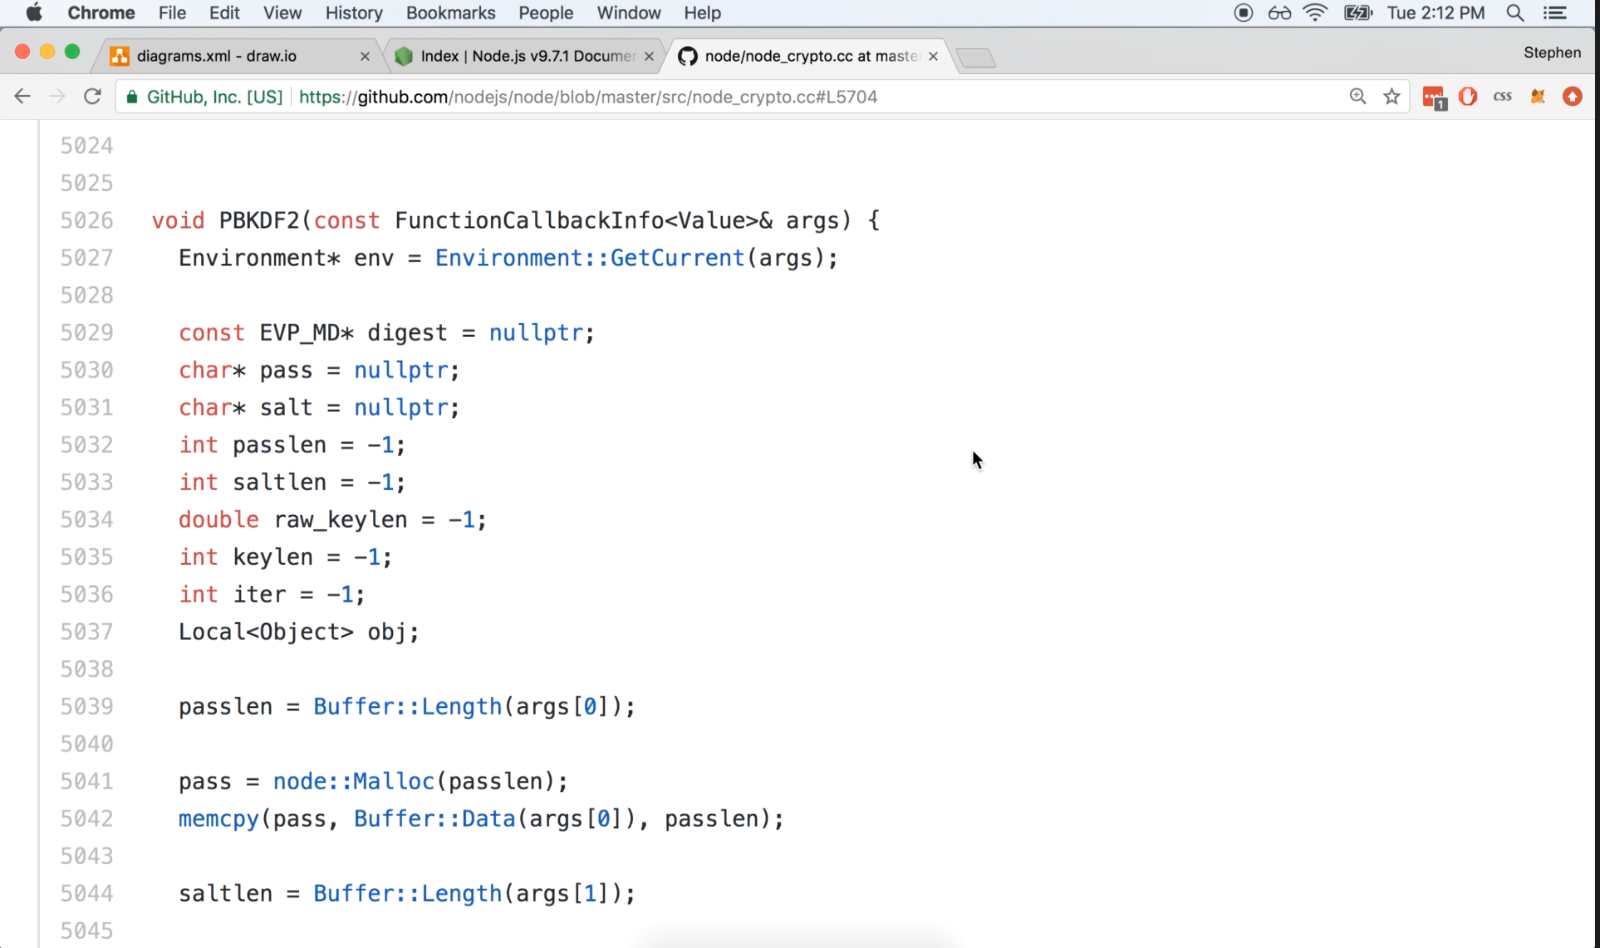 Chrome File Edit View History Bookmarks People Window Help Tue 2:12 PM
diagrams.xml - draw.io Index | Node.js v9.7.1 Docume node/node_crypto.cc at maste Stephen
GitHub, Inc. [US] https://github.com/nodejs/node/blob/master/src/node_crypto.cc#L5704 1 css
5024
5025
5026 void PBKDF2(const FunctionCallbackInfo<Value>& args) {
5027 Environment* env = Environment::GetCurrent(args);
5028
5029 const EVP_MD* digest = nullptr;
5030 char* pass = nullptr;
5031 char* salt = nullptr;
5032 int passlen = -1;
5033 int saltlen = -1;
5034 double raw_keylen = -1;
5035 int keylen = -1;
5036 int iter = -1;
5037 Local<Object> obj;
5038
5039 passlen = Buffer::Length(args[0]);
5040
5041 pass = node::Malloc(passlen);
5042 memcpy(pass, Buffer::Data(args[0]), passlen);
5043
5044 saltlen = Buffer::Length(args[1]);
5045